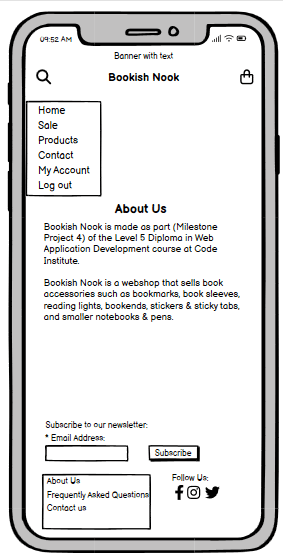 09:52 AM
Banner with text
Bookish Nook
Home
Sale
Products
Contact
My Account
Log out
About Us
Bookish Nook is made as part (Milestone
Project 4) of the Level 5 Diploma in Web
Application Development course at Code
Institute.
Bookish Nook is a webshop that sells book
accessories such as bookmarks, book sleeves,
reading lights, bookends, stickers & sticky tabs,
and smaller notebooks & pens.
Subscribe to our newsletter:
* Email Address:
Subscribe
About Us
Frequently Asked Questions
Contact us
Follow Us: